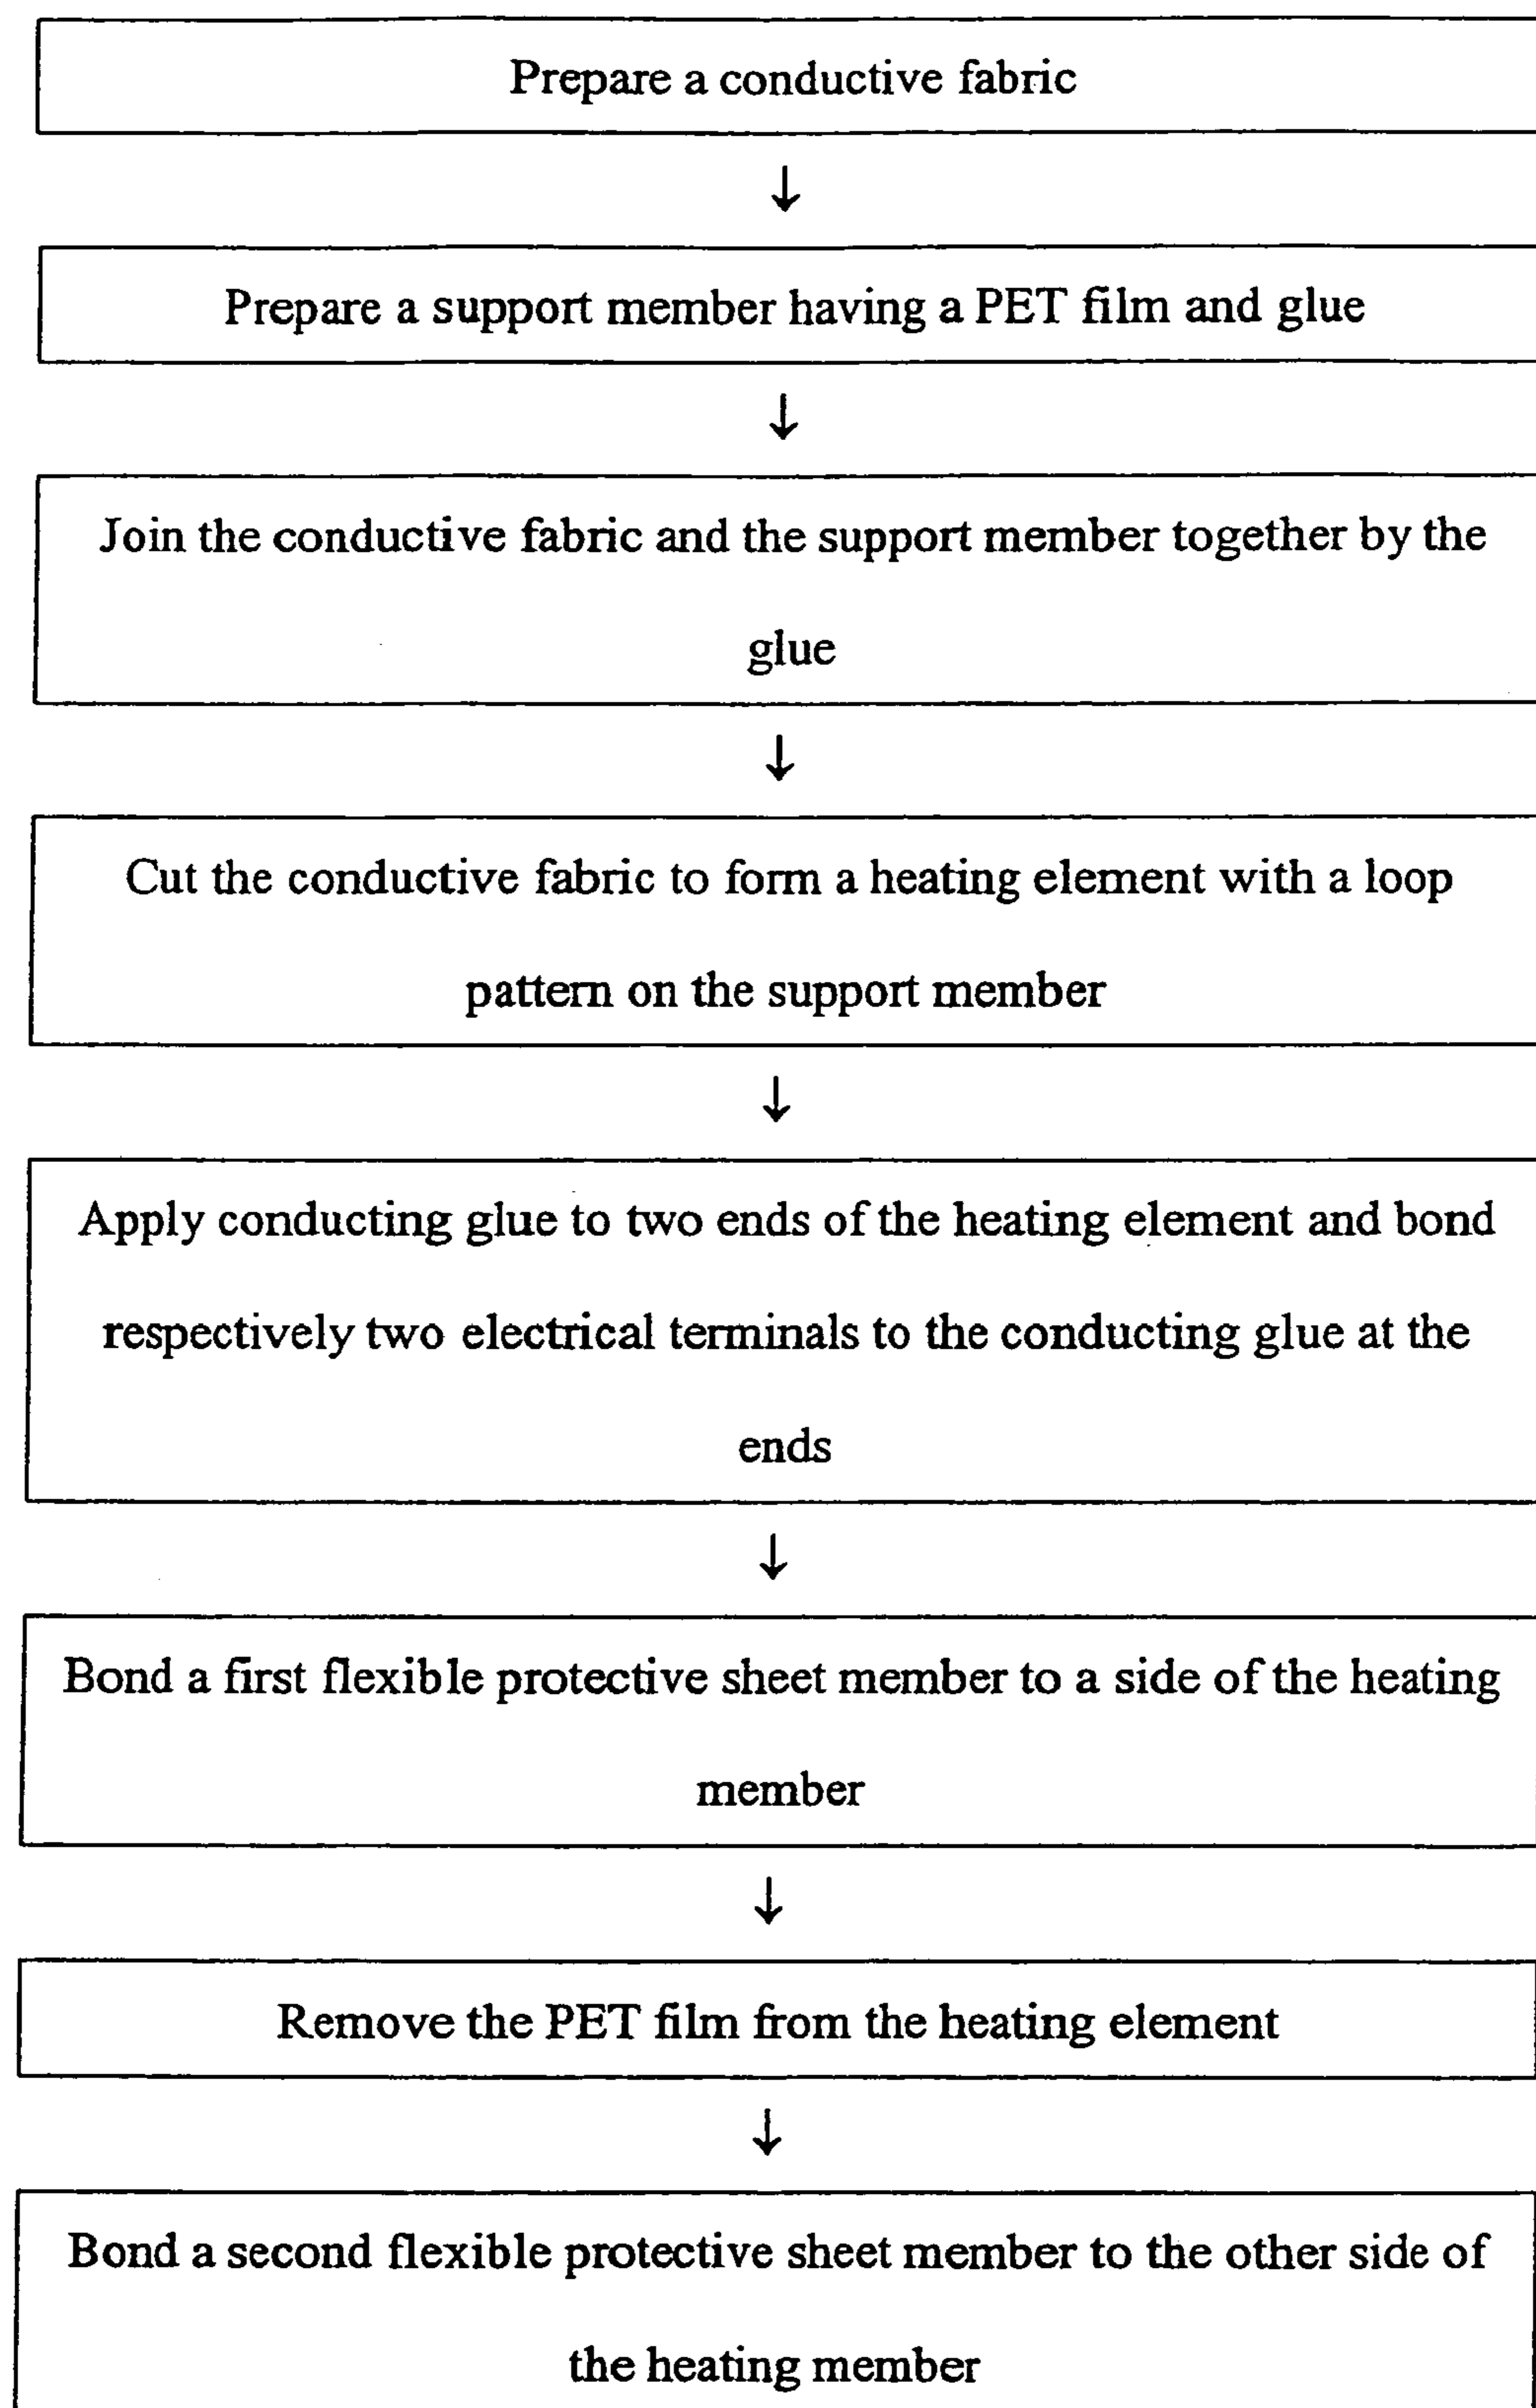 Prepare a conductive fabric
↓
Prepare a support member having a PET film and glue
↓
Join the conductive fabric and the support member together by the
glue
↓
Cut the conductive fabric to form a heating element with a loop
pattern on the support member
↓
Apply conducting glue to two ends of the heating element and bond
respectively two electrical terminals to the conducting glue at the
ends
↓
Bond a first flexible protective sheet member to a side of the heating
member
↓
Remove the PET film from the heating element
↓
Bond a second flexible protective sheet member to the other side of
the heating member